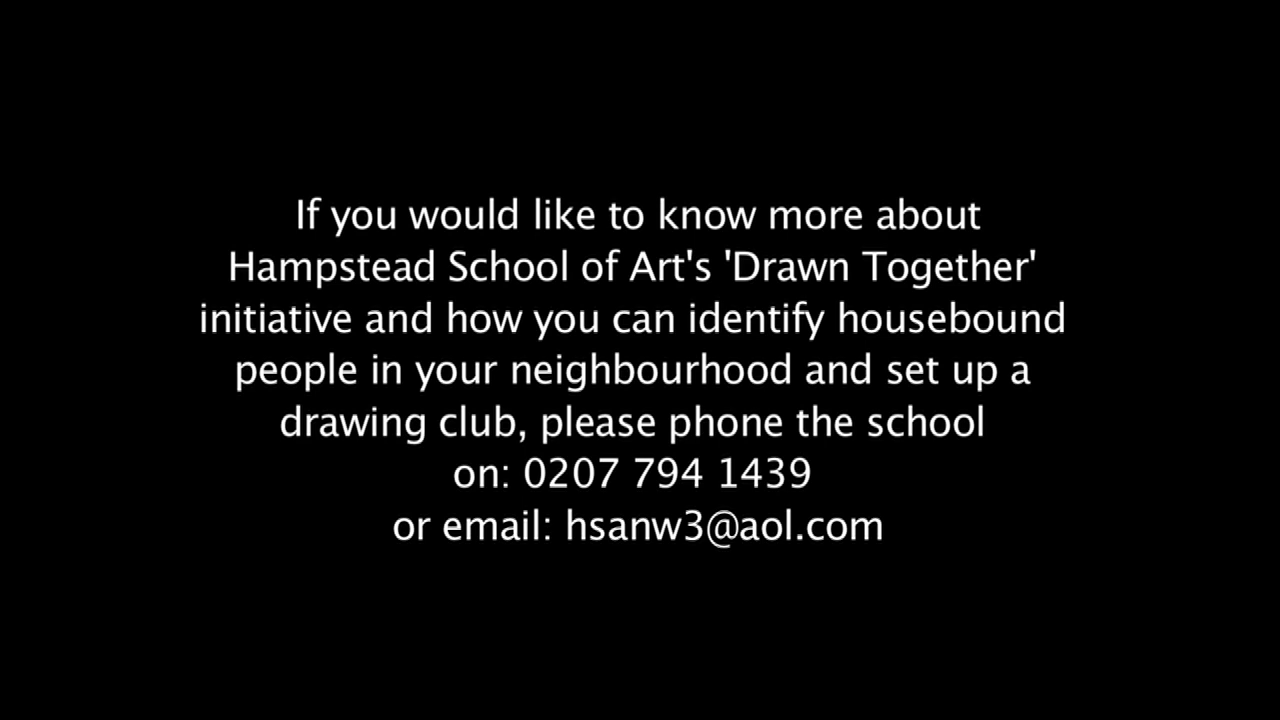 If you would like to know more about
Hampstead School of Art's 'Drawn Together'
initiative and how you can identify housebound
people in your neighbourhood and set up a
drawing club, please phone the school
on: 0207 794 1439
or email: hsanw3@aol.com